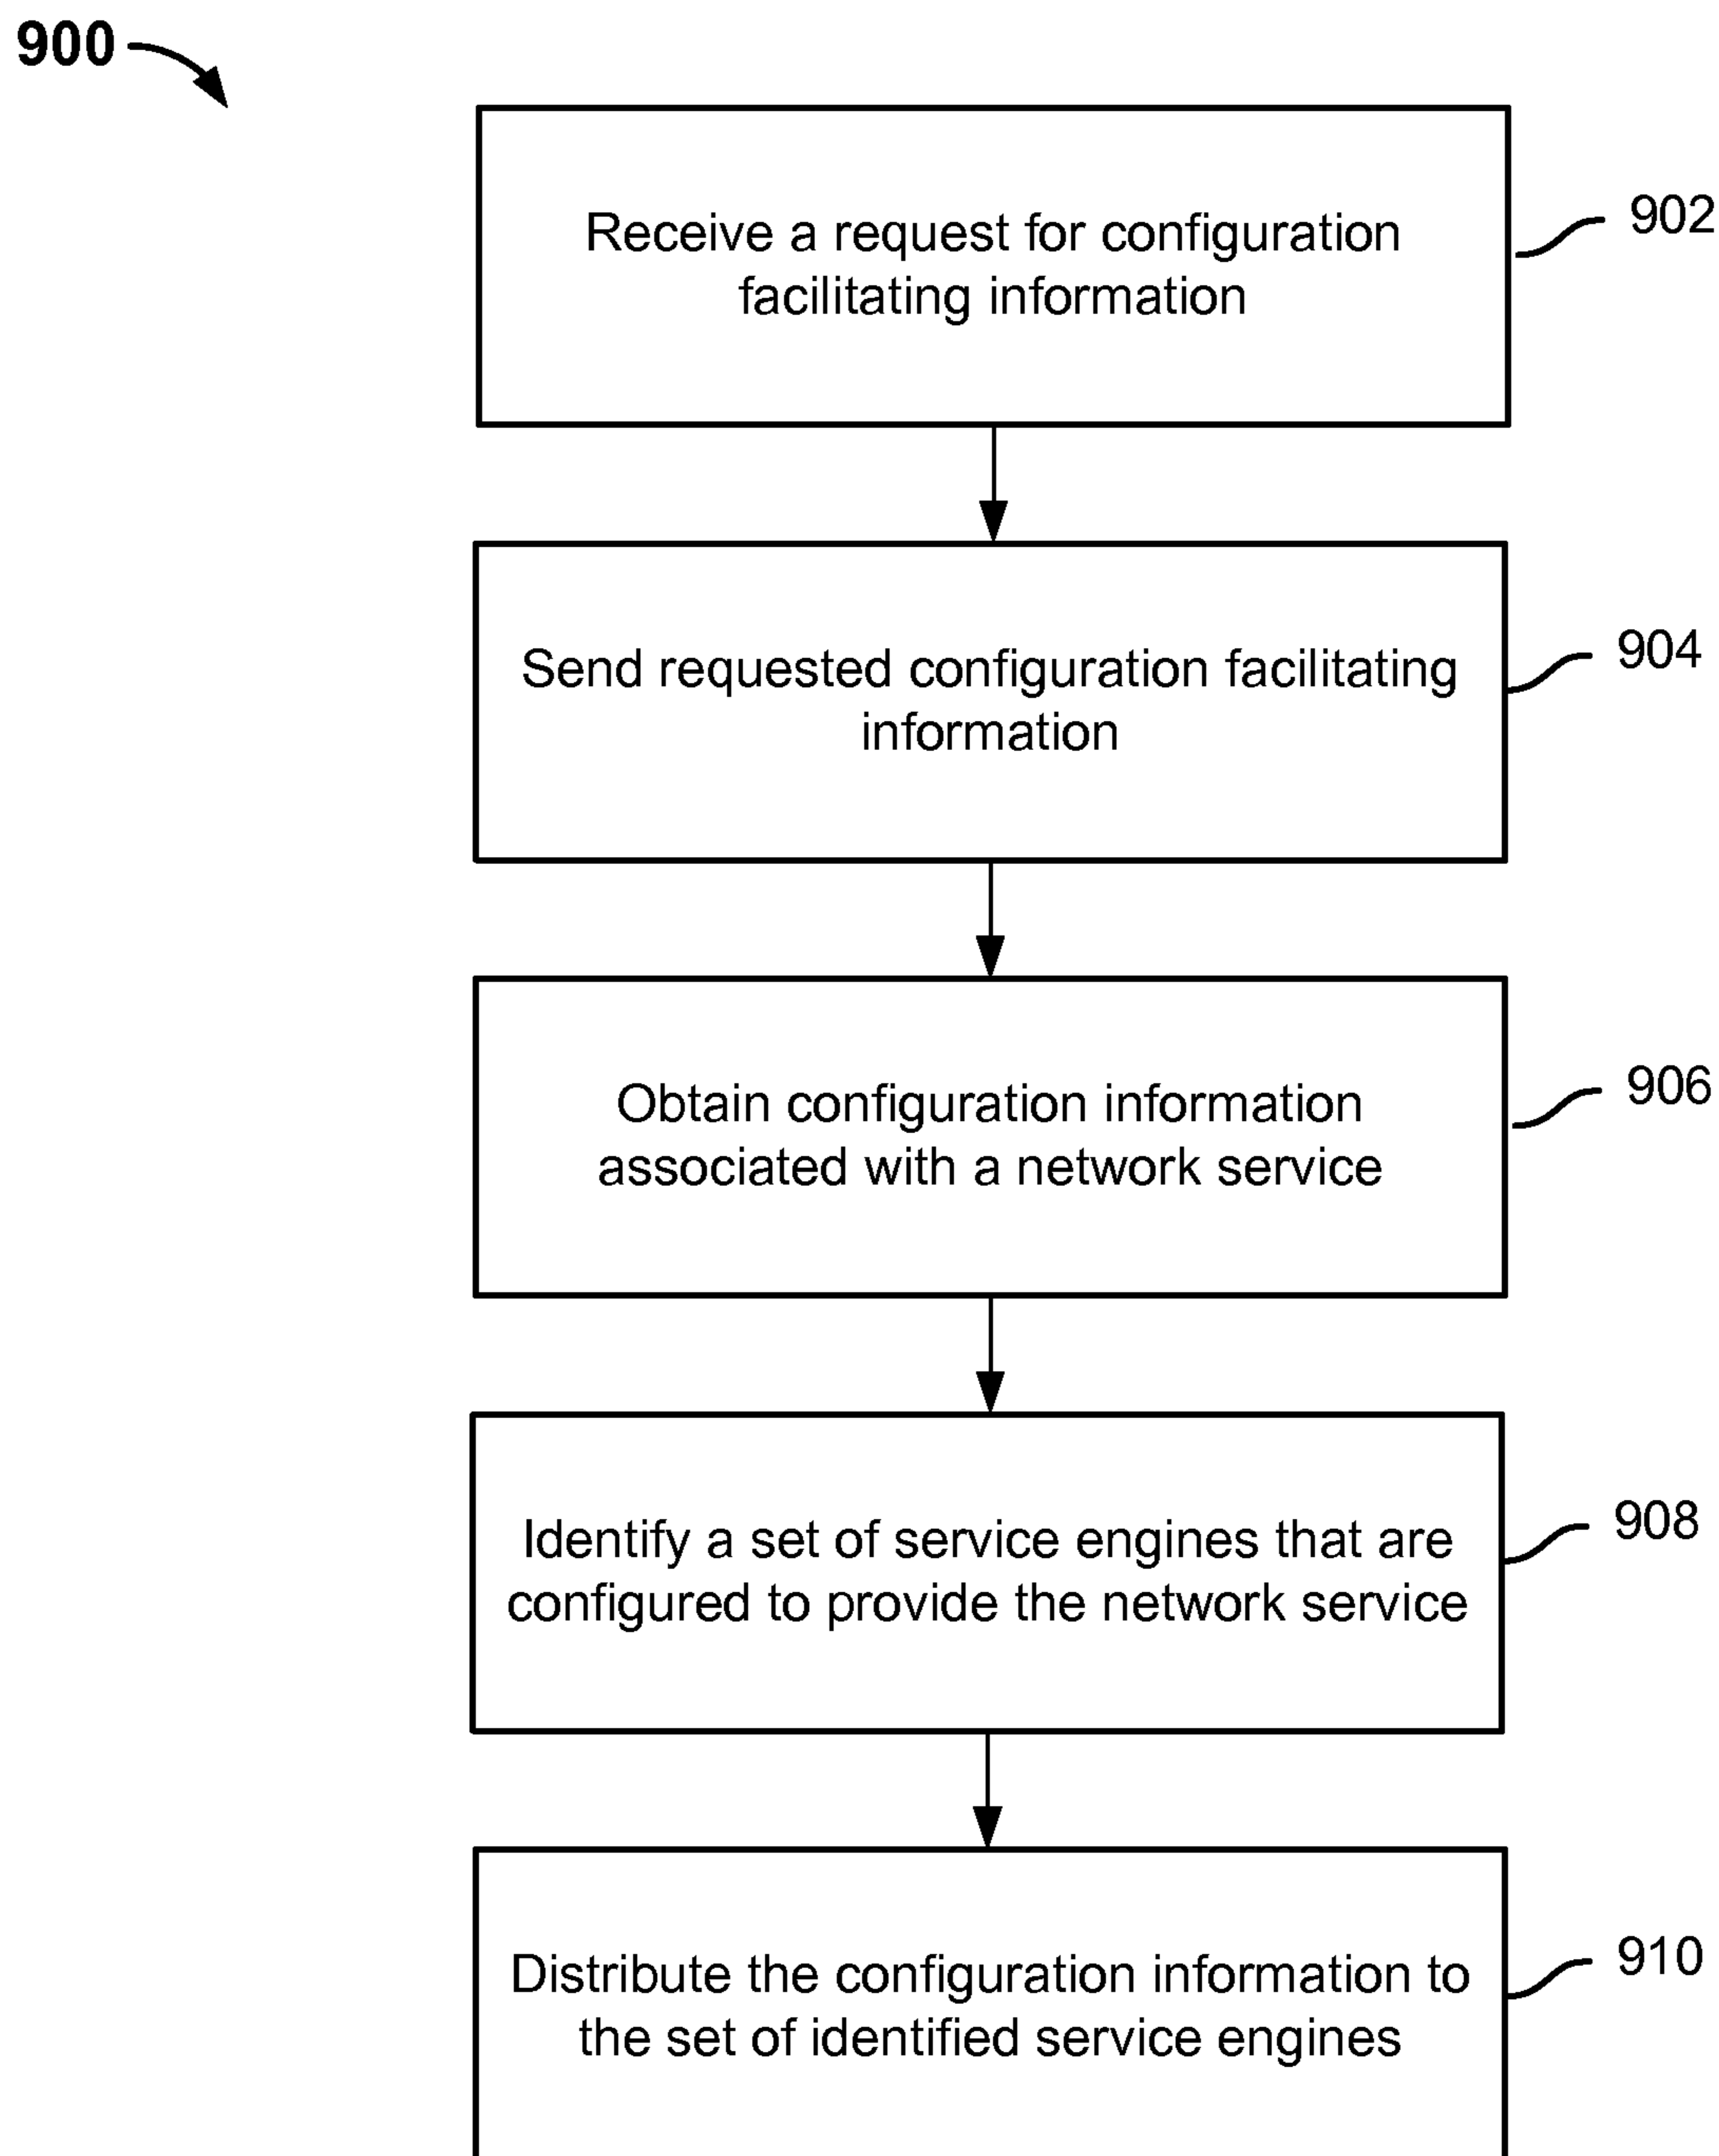 900
Receive a request for configuration
facilitating information
902
Send requested configuration facilitating
information
904
Obtain configuration information
associated with a network service
906
Identify a set of service engines that are
configured to provide the network service
908
Distribute the configuration information to
the set of identified service engines
910